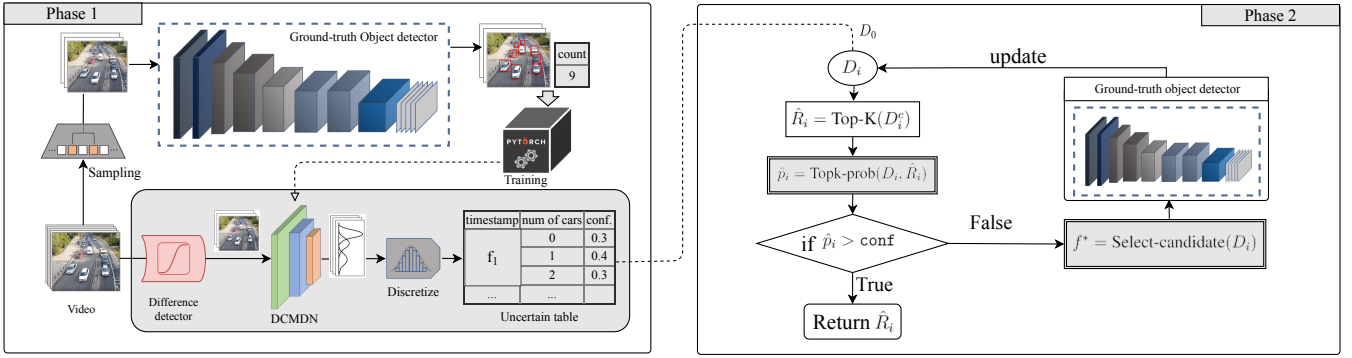 Phase 1
Ground-truth Object detector
count
9
PYTORCH
Training
... ...
Sampling
Video
Difference
detector
DCMDN
Discretize
timestamp num of cars conf.
f₁ 0 0.3
1 0.4
2 0.3
... ...
Uncertain table
Phase 2
D₀
Dᵢ
update
R̂ᵢ = Top-K(Dᵢᶜ)
p̂ᵢ = Topk-prob(Dᵢ, R̂ᵢ)
if p̂ᵢ > conf
False
True
Return R̂ᵢ
f* = Select-candidate(Dᵢ)
Ground-truth object detector